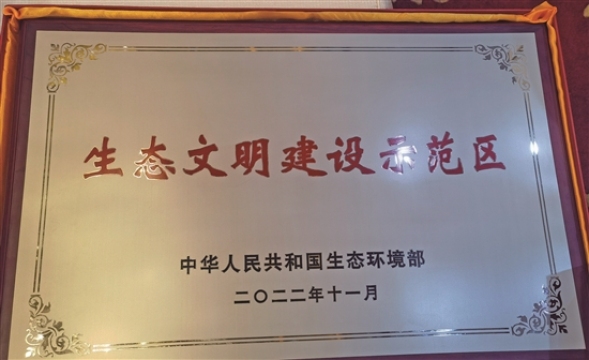 生态文明建设示范区
中华人民共和国生态环境部
二〇二二年十一月